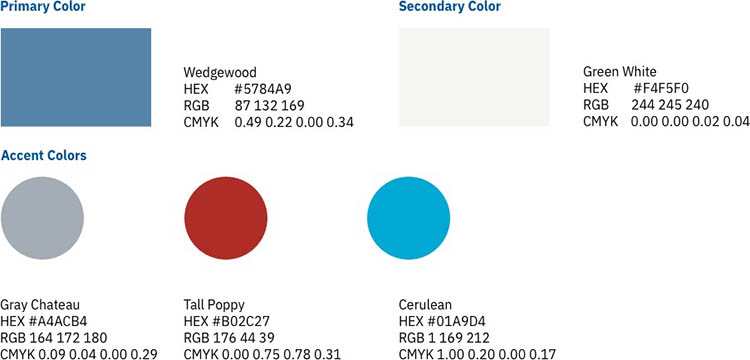 Primary Color
Wedgewood
HEX #5784A9
RGB 87 132 169
CMYK 0.49 0.22 0.00 0.34
Secondary Color
Green White
HEX #F4F5F0
RGB 244 245 240
CMYK 0.00 0.00 0.02 0.04
Accent Colors
Gray Chateau
HEX #A4ACB4
RGB 164 172 180
CMYK 0.09 0.04 0.00 0.29
Tall Poppy
HEX #B02C27
RGB 176 44 39
CMYK 0.00 0.75 0.78 0.31
Cerulean
HEX #01A9D4
RGB 1 169 212
CMYK 1.00 0.20 0.00 0.17